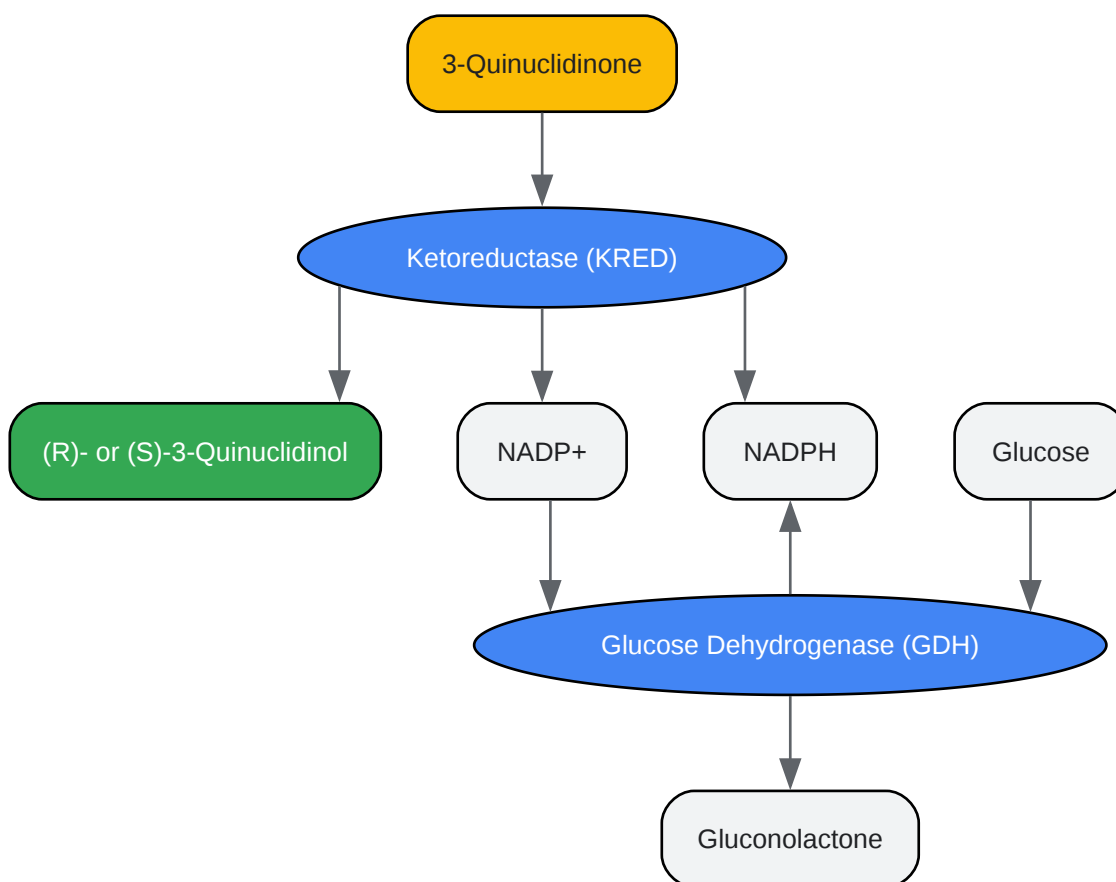 3-Quinuclidinone
Ketoreductase (KRED)
(R)- or (S)-3-Quinuclidinol
NADP+
NADPH
Glucose
Glucose Dehydrogenase (GDH)
Gluconolactone